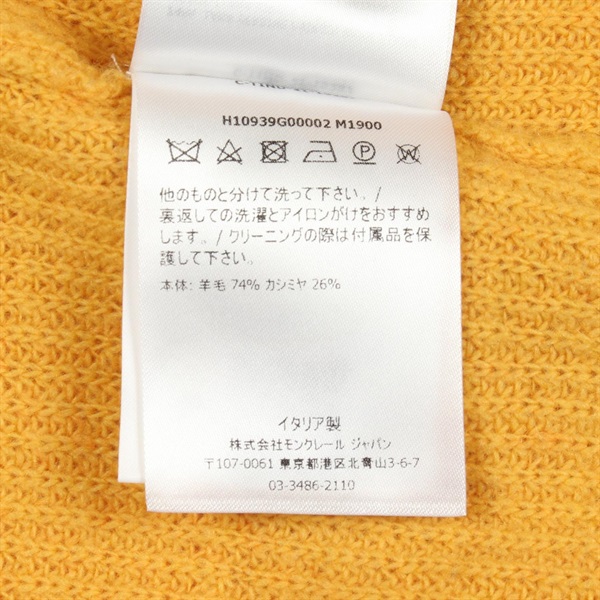 H10939G00002 M1900
他のものと分けて洗って下さい。/
裏返しての洗濯とアイロンがけをおすすめ
します。/ クリーニングの際は付属品を保
護して下さい。
本体: 羊毛 74% カシミヤ 26%
イタリア製
株式会社モンクレール ジャパン
〒107-0061 東京都港区北青山3-6-7
03-3486-2110